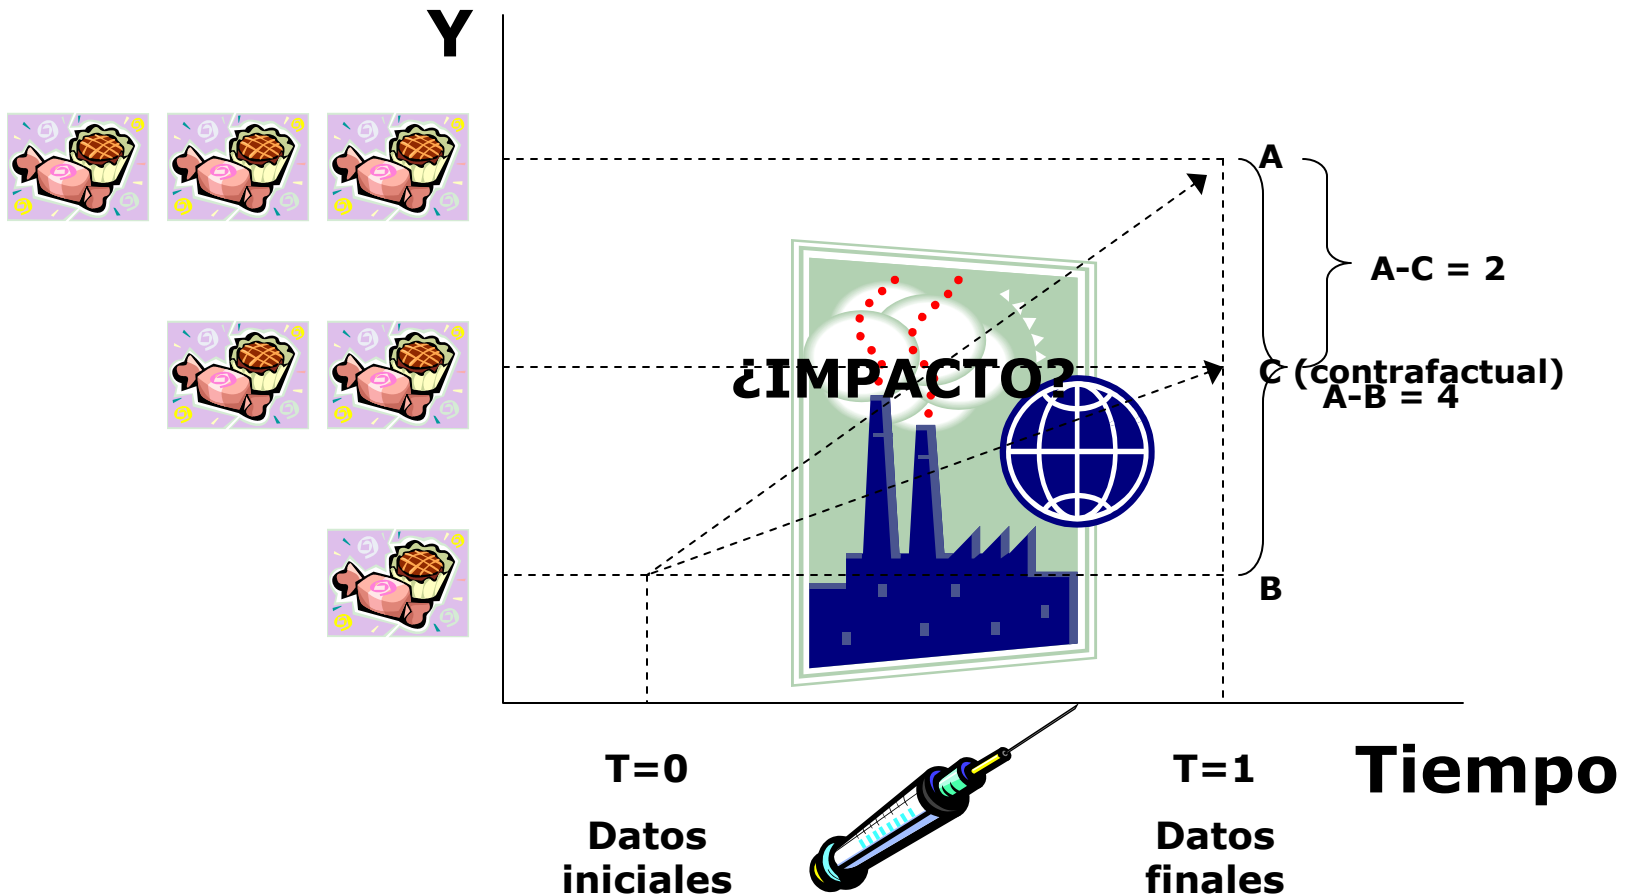 Y
A
A-C = 2
¿IMPACTO?
C (contrafactual)
A-B = 4
B
T=0
T=1
Tiempo
Datos
iniciales
Datos
finales